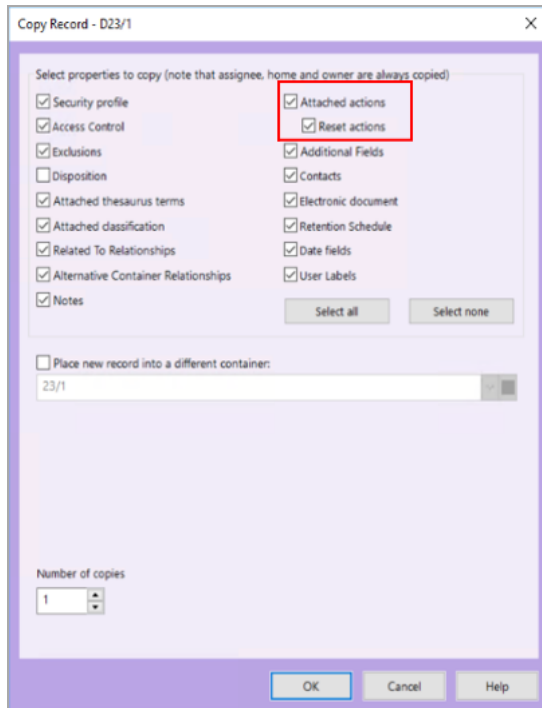 Copy Record - D23/1
Select properties to copy (note that assignee, home and owner are always copied)
Security profile
Access Control
Exclusions
Disposition
Attached thesaurus terms
Attached classification
Related To Relationships
Alternative Container Relationships
Notes
Attached actions
Reset actions
Additional Fields
Contacts
Electronic document
Retention Schedule
Date fields
User Labels
Select all
Select none
Place new record into a different container:
23/1
Number of copies
1
OK
Cancel
Help